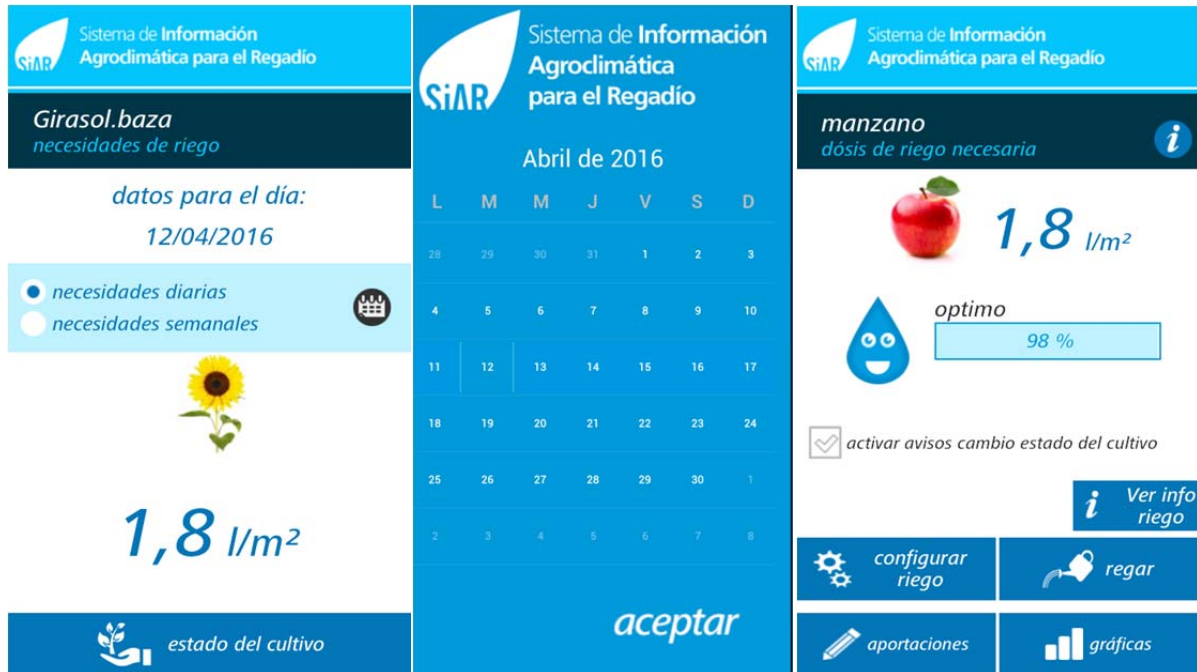 SiAR
Sistema de Información
Agroclimática para el Regadío
Girasol.baza
necesidades de riego
datos para el día:
12/04/2016
necesidades diarias
necesidades semanales
1,8 l/m²
estado del cultivo
SiAR
Sistema de Información
Agroclimática
para el Regadío
Abril de 2016
L M M J V S D
28 29 30 31 1 2 3
4 5 6 7 8 9 10
11 12 13 14 15 16 17
18 19 20 21 22 23 24
25 26 27 28 29 30 1
2 3 4 5 6 7 8
aceptar
SiAR
Sistema de Información
Agroclimática para el Regadío
manzano
dósis de riego necesaria
i
1,8 l/m²
optimo
98 %
activar avisos cambio estado del cultivo
i Ver info
riego
configurar
riego
regar
aportaciones
gráficas